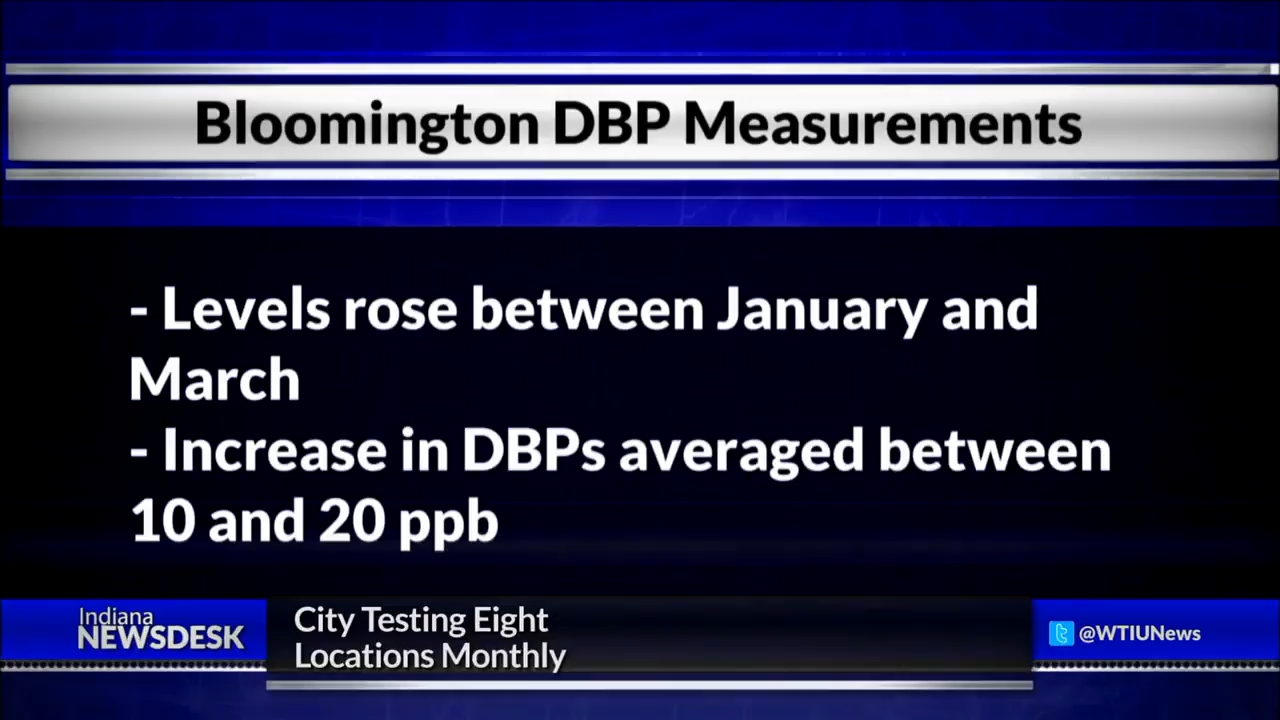 Bloomington DBP Measurements
- Levels rose between January and
March
- Increase in DBPs averaged between
10 and 20 ppb
Indiana
NEWSDESK
City Testing Eight
Locations Monthly
@WTIUNews